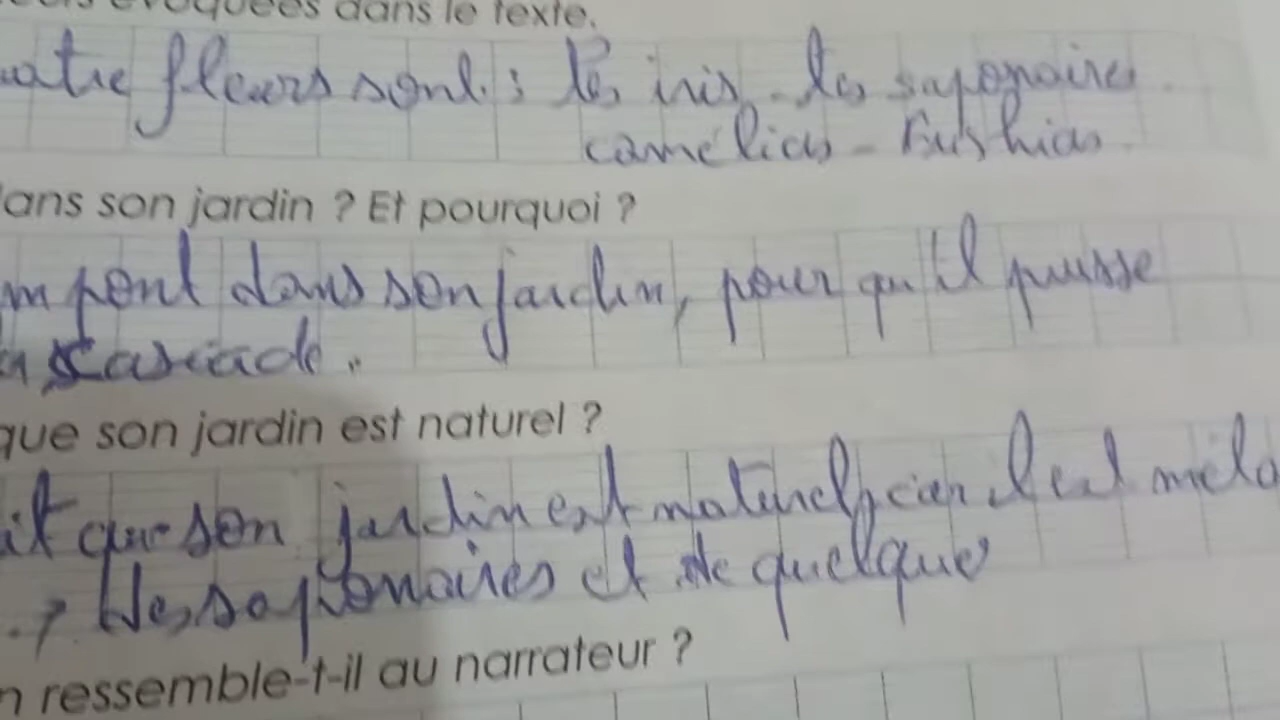 évoquées dans le texte.
fleurs sont : les iris - les saponaires
camélias - Fushias.
dans son jardin ? Et pourquoi ?
un pont dans son jardin, pour qu'il puisse
cascade.
que son jardin est naturel ?
que son jardin est naturel, car il est
saponaires et de quelques
ressemble-t-il au narrateur ?